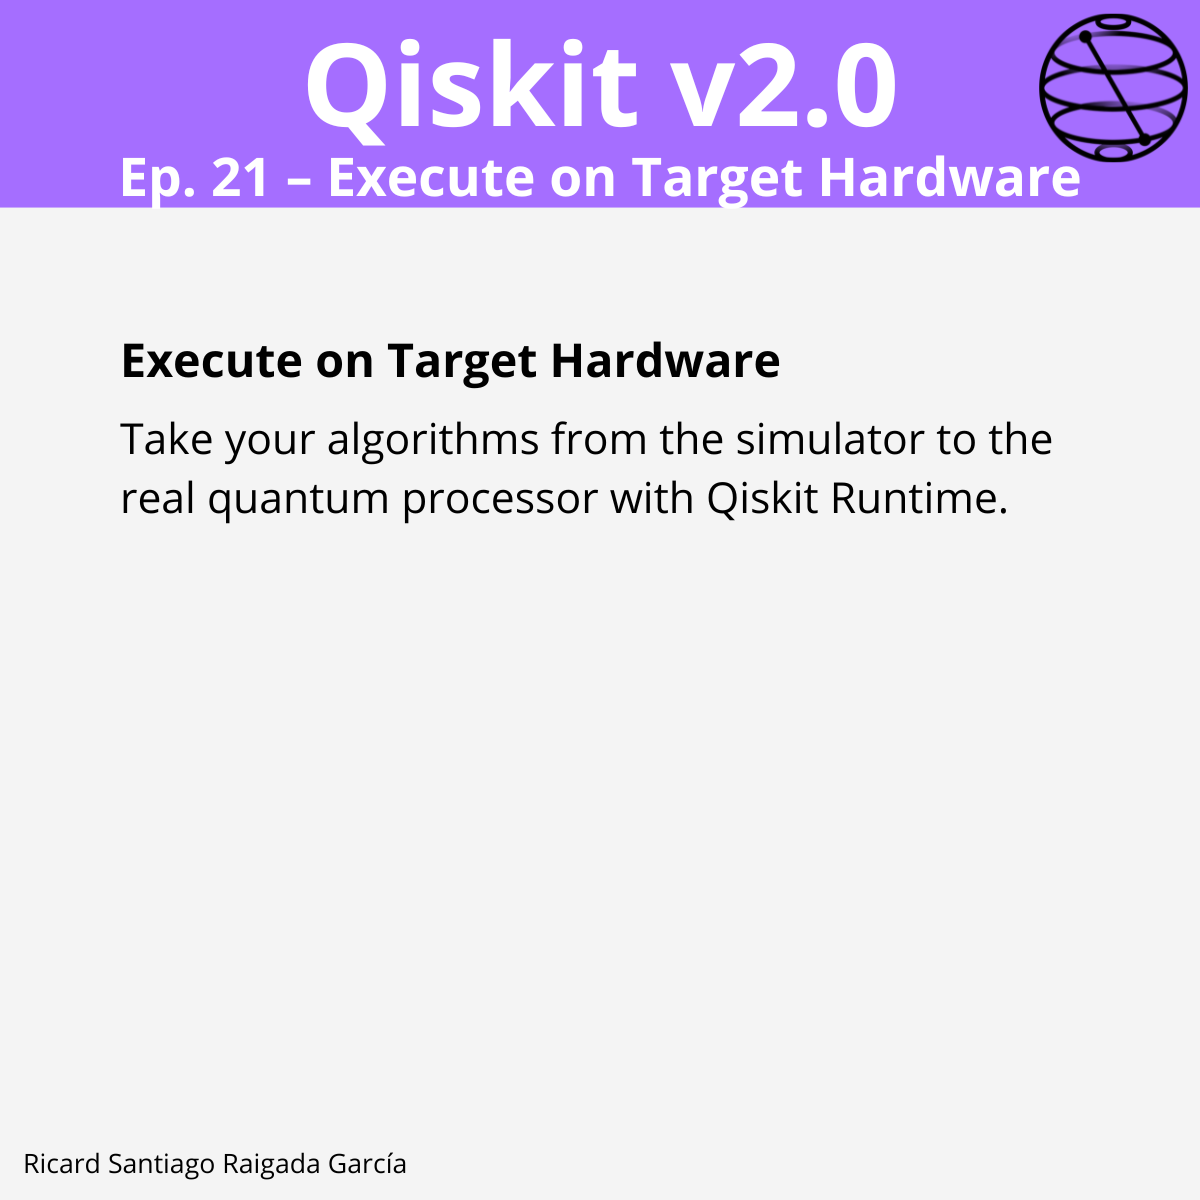 Qiskit v2.0
Ep. 21 – Execute on Target Hardware
Execute on Target Hardware
Take your algorithms from the simulator to the
real quantum processor with Qiskit Runtime.
Ricard Santiago Raigada García